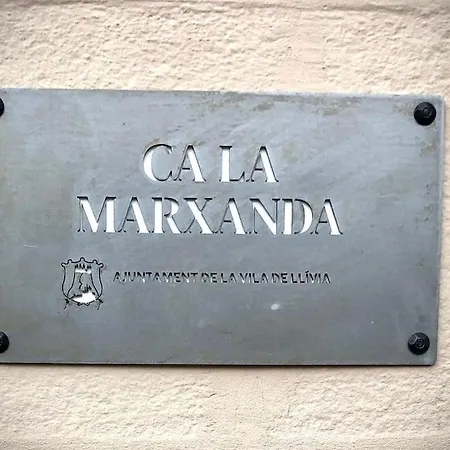 CA LA
MARXANDA
AJUNTAMENT DE LA VILA DE LLÍVIA